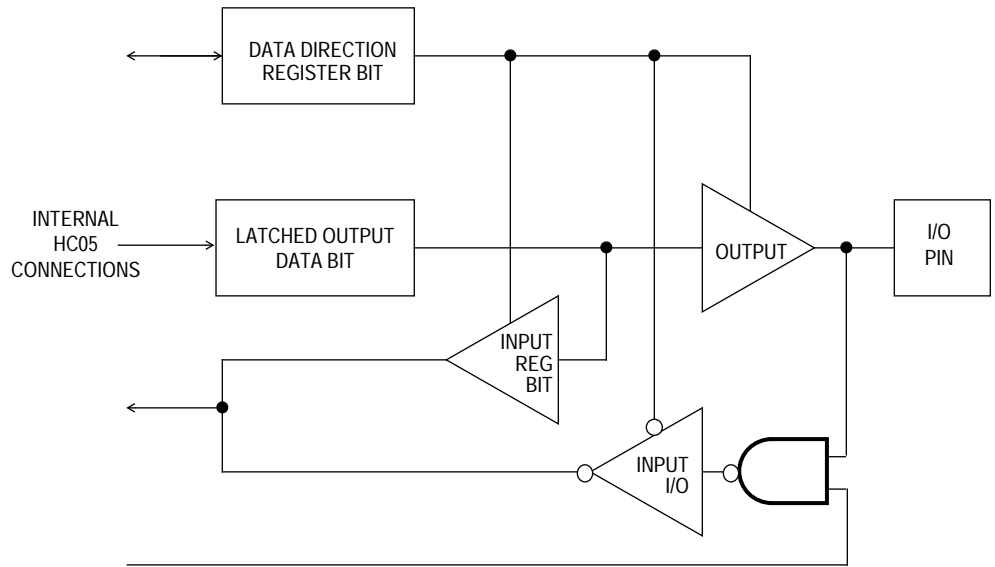 DATA DIRECTION
REGISTER BIT
INTERNAL
HC05
CONNECTIONS
LATCHED OUTPUT
DATA BIT
OUTPUT
I/O
PIN
INPUT
REG
BIT
INPUT
I/O